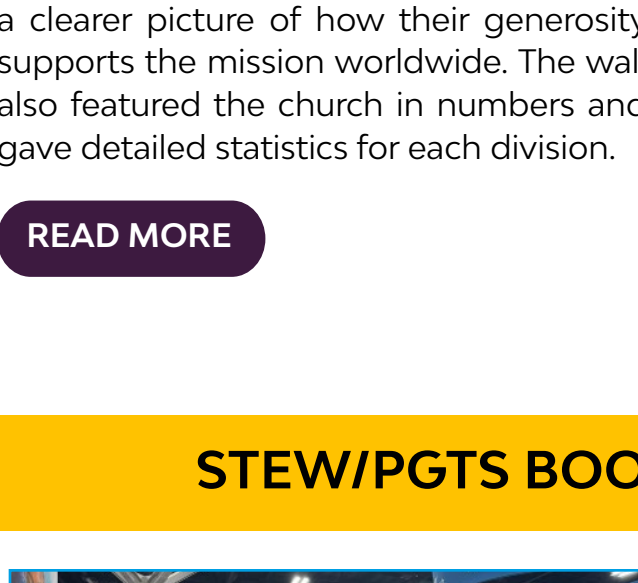 a clearer picture of how their generosity
supports the mission worldwide. The wal
also featured the church in numbers and
gave detailed statistics for each division.
READ MORE
STEW/PGTS BOO